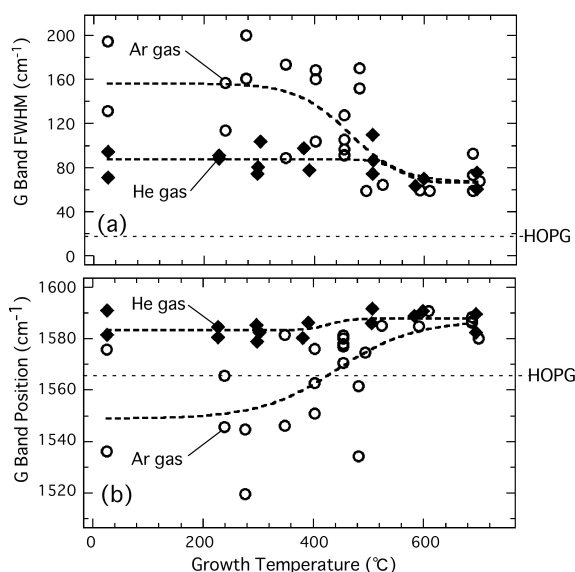 200
160
120
80
40
0
G Band FWHM (cm-1)
Ar gas
He gas
(a)
HOPG
1600
1580
1560
1540
1520
G Band Position (cm-1)
He gas
HOPG
Ar gas
(b)
0 200 400 600
Growth Temperature (℃)